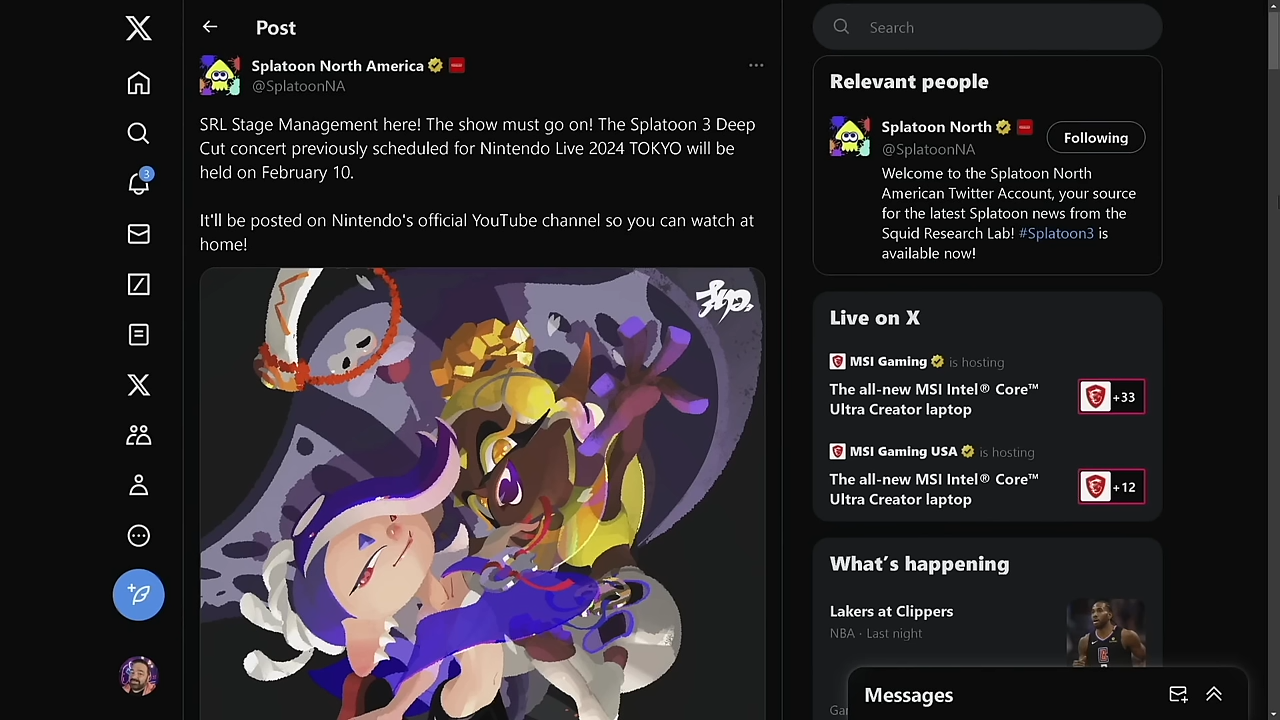 Post
Splatoon North America
@SplatoonNA
SRL Stage Management here! The show must go on! The Splatoon 3 Deep
Cut concert previously scheduled for Nintendo Live 2024 TOKYO will be
held on February 10.
It'll be posted on Nintendo's official YouTube channel so you can watch at
home!
3
Search
Relevant people
Splatoon North
@SplatoonNA
Following
Welcome to the Splatoon North
American Twitter Account, your source
for the latest Splatoon news from the
Squid Research Lab! #Splatoon3 is
available now!
Live on X
MSI Gaming is hosting
The all-new MSI Intel® Core™
Ultra Creator laptop
+33
MSI Gaming USA is hosting
The all-new MSI Intel® Core™
Ultra Creator laptop
+12
What's happening
Lakers at Clippers
NBA · Last night
Messages